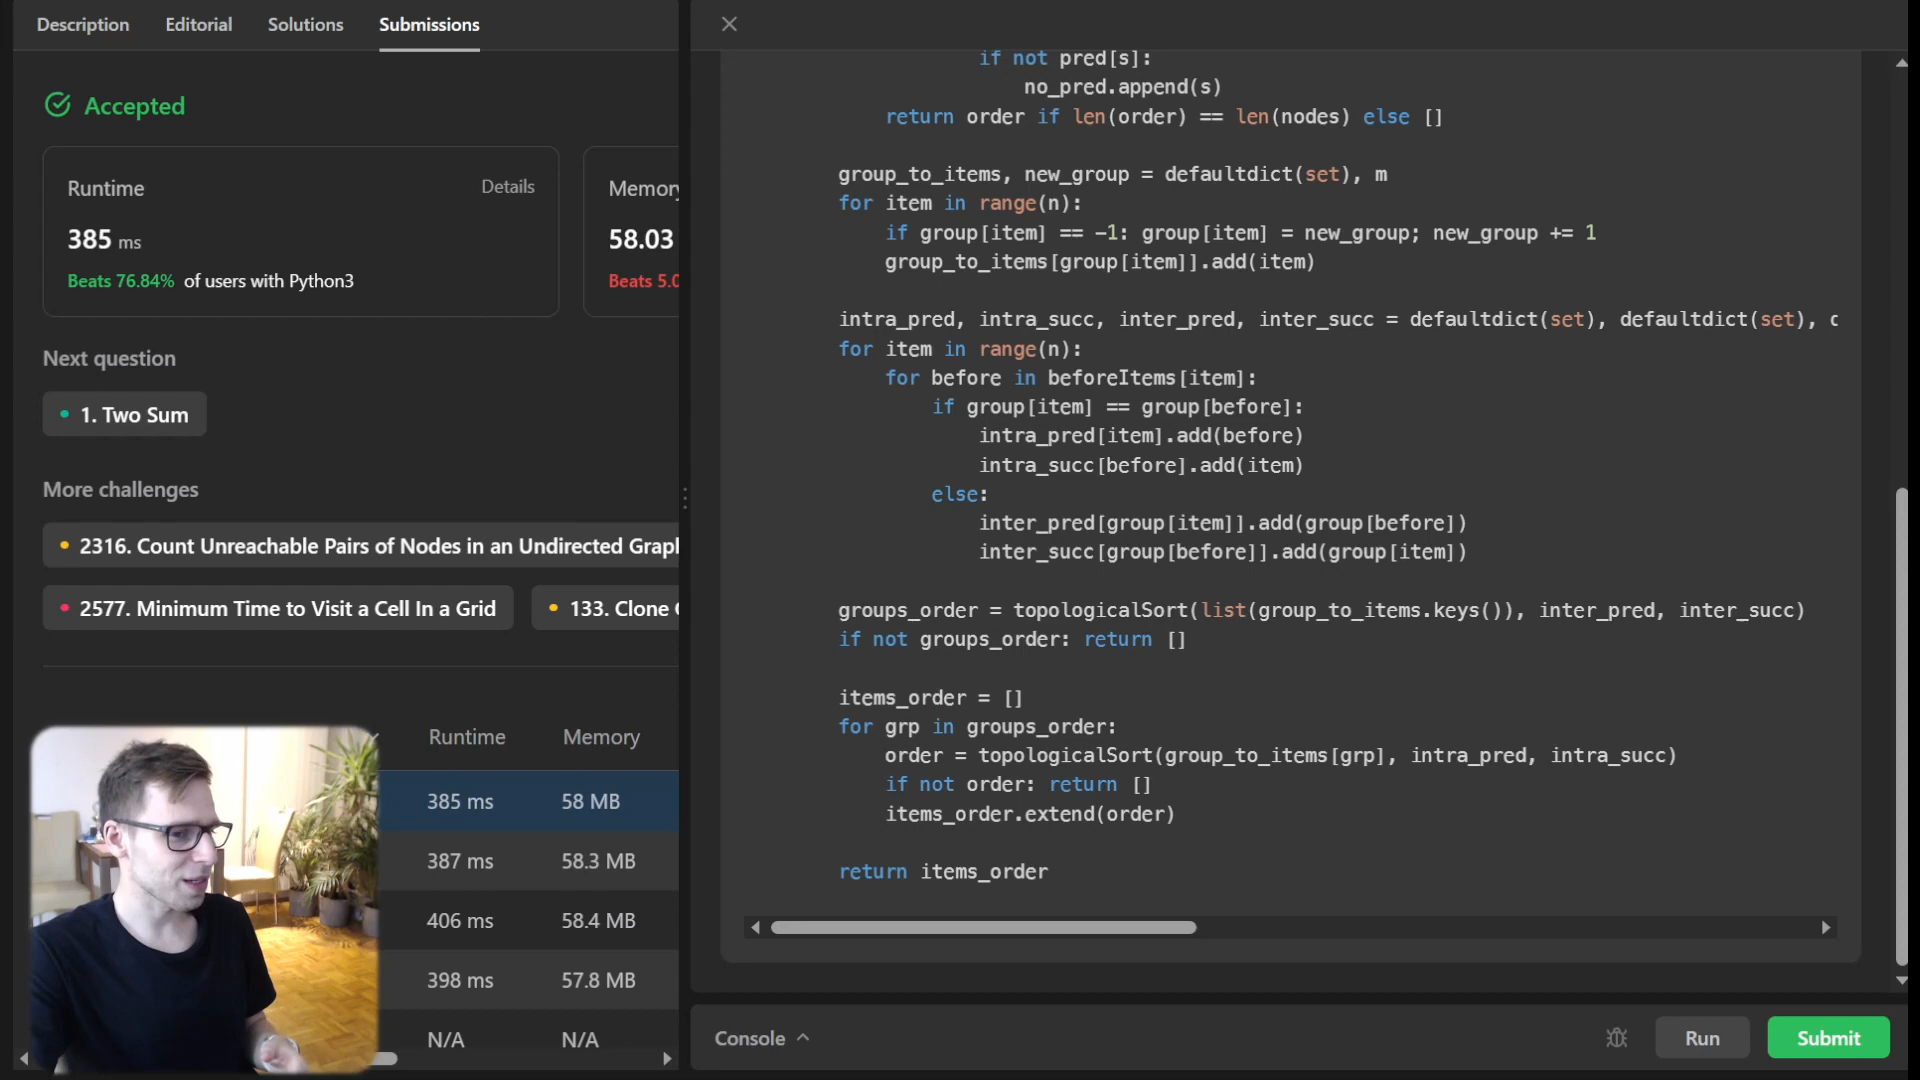 Description Editorial Solutions Submissions
Accepted
Runtime Details
385 ms
Beats 76.84% of users with Python3
Memory
58.03
Beats 5.0
Next question
1. Two Sum
More challenges
2316. Count Unreachable Pairs of Nodes in an Undirected Graph
2577. Minimum Time to Visit a Cell In a Grid
133. Clone
Runtime Memory
385 ms 58 MB
387 ms 58.3 MB
406 ms 58.4 MB
398 ms 57.8 MB
N/A N/A
if not pred[s]:
no_pred.append(s)
return order if len(order) == len(nodes) else []
group_to_items, new_group = defaultdict(set), m
for item in range(n):
if group[item] == -1: group[item] = new_group; new_group += 1
group_to_items[group[item]].add(item)
intra_pred, intra_succ, inter_pred, inter_succ = defaultdict(set), defaultdict(set),
for item in range(n):
for before in beforeItems[item]:
if group[item] == group[before]:
intra_pred[item].add(before)
intra_succ[before].add(item)
else:
inter_pred[group[item]].add(group[before])
inter_succ[group[before]].add(group[item])
groups_order = topologicalSort(list(group_to_items.keys()), inter_pred, inter_succ)
if not groups_order: return []
items_order = []
for grp in groups_order:
order = topologicalSort(group_to_items[grp], intra_pred, intra_succ)
if not order: return []
items_order.extend(order)
return items_order
Console
Run
Submit